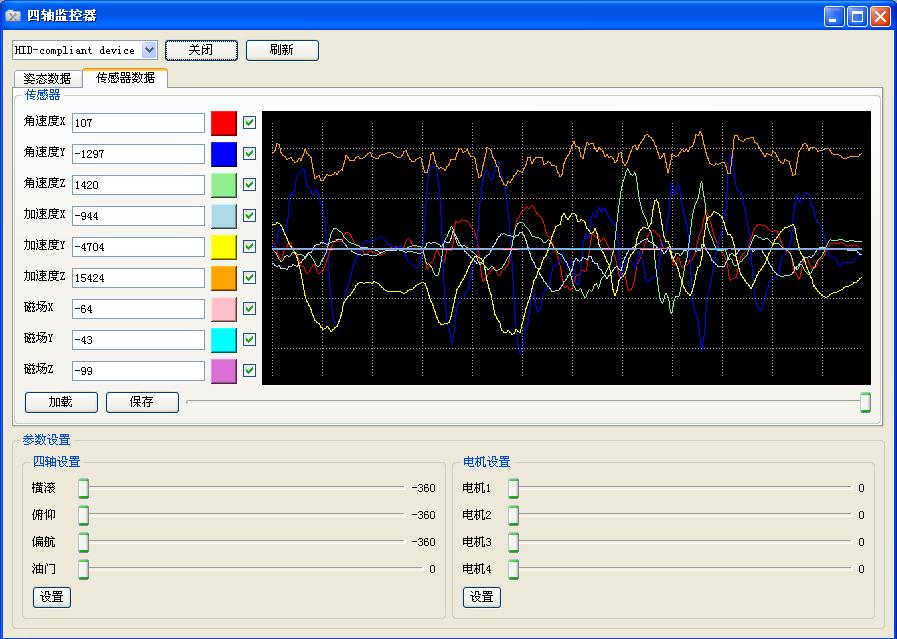 四轴监控器
HID-compliant device 关闭 刷新
姿态数据 传感器数据
传感器
角速度X 107
角速度Y -1297
角速度Z 1420
加速度X -944
加速度Y -4704
加速度Z 15424
磁场X -64
磁场Y -43
磁场Z -99
加载 保存
参数设置
四轴设置 电机设置
横滚 -360 电机1 0
俯仰 -360 电机2 0
偏航 -360 电机3 0
油门 0 电机4 0
设置 设置